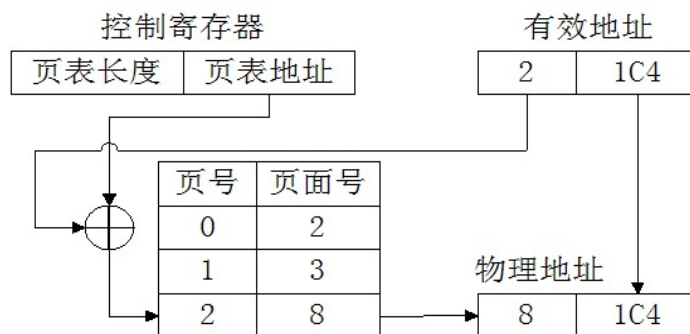 控制寄存器 有效地址
页表长度 页表地址 2 1C4
页号 页面号
0 2
1 3
物理地址
2 8 8 1C4